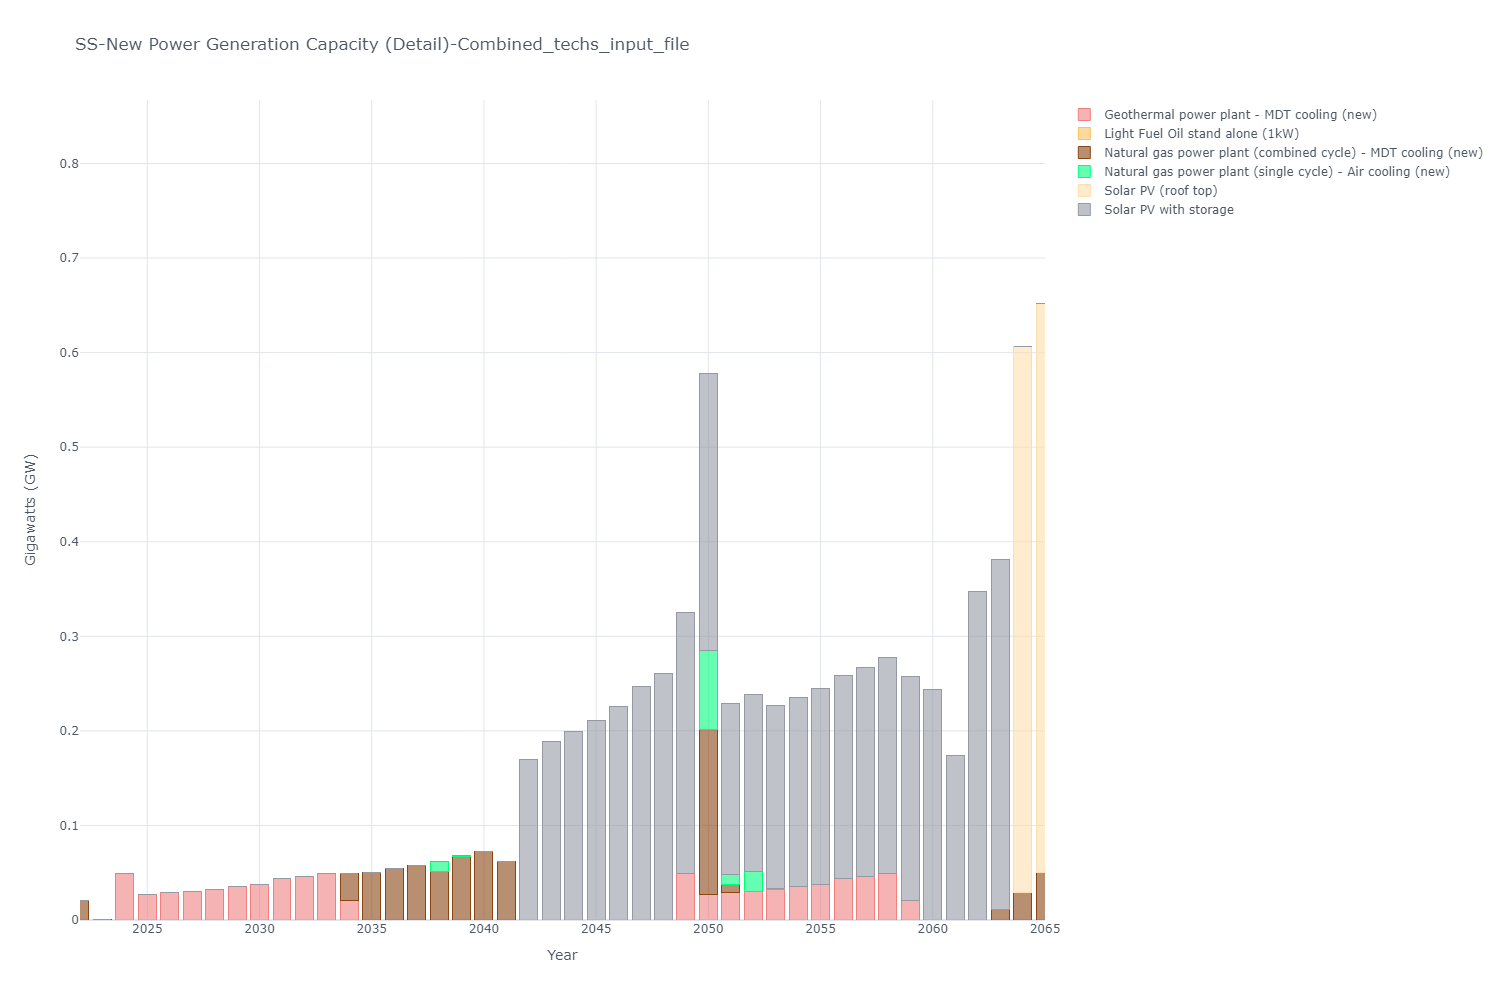 SS-New Power Generation Capacity (Detail)-Combined_techs_input_file
Geothermal power plant - MDT cooling (new)
Light Fuel Oil stand alone (1kW)
Natural gas power plant (combined cycle) - MDT cooling (new)
Natural gas power plant (single cycle) - Air cooling (new)
Solar PV (roof top)
Solar PV with storage
0.8
0.7
0.6
0.5
0.4
0.3
0.2
0.1
0
Gigawatts (GW)
2025 2030 2035 2040 2045 2050 2055 2060 2065
Year